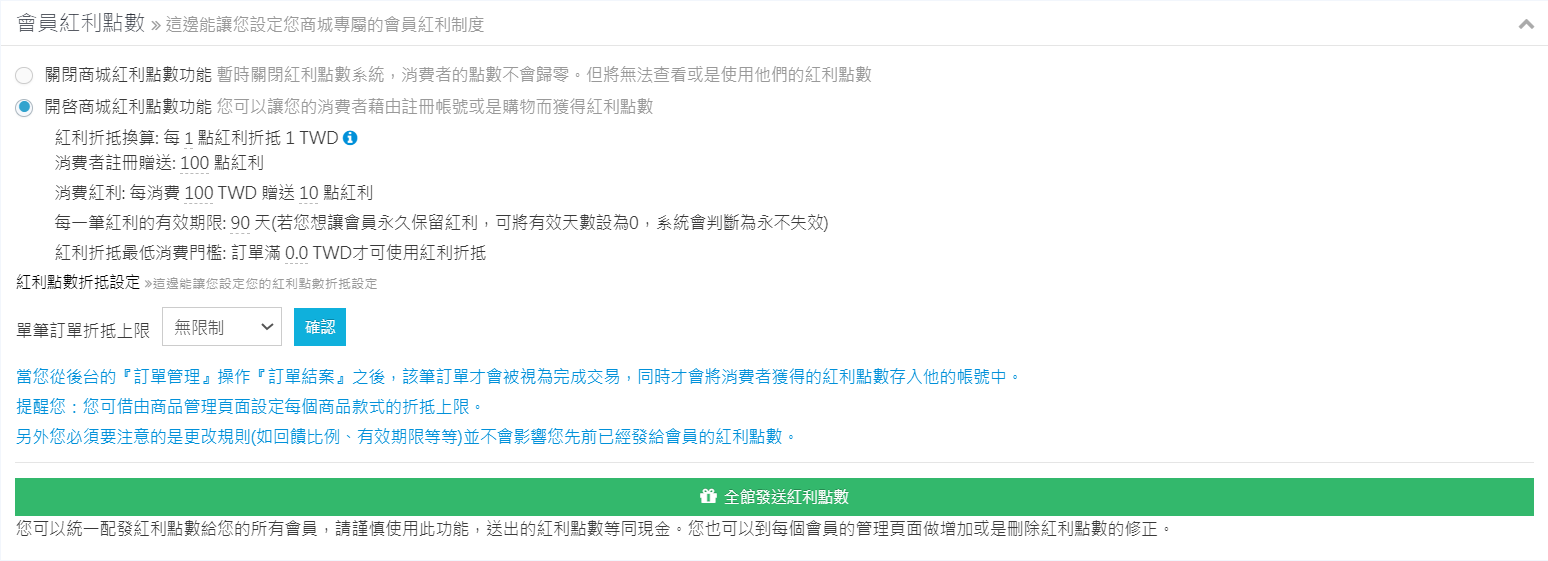 會員紅利點數 » 這邊能讓您設定您商城專屬的會員紅利制度
關閉商城紅利點數功能 暫時關閉紅利點數系統，消費者的點數不會歸零。但將無法查看或是使用他們的紅利點數
開啓商城紅利點數功能 您可以讓您的消費者藉由註冊帳號或是購物而獲得紅利點數
紅利折抵換算: 每 1 點紅利折抵 1 TWD
消費者註冊贈送: 100 點紅利
消費紅利: 每消費 100 TWD 贈送 10 點紅利
每一筆紅利的有效期限: 90 天(若您想讓會員永久保留紅利，可將有效天數設為0，系統會判斷為永不失效)
紅利折抵最低消費門檻: 訂單滿 0.0 TWD才可使用紅利折抵
紅利點數折抵設定 »這邊能讓您設定您的紅利點數折抵設定
單筆訂單折抵上限 無限制 確認
當您從後台的『訂單管理』操作『訂單結案』之後，該筆訂單才會被視為完成交易，同時才會將消費者獲得的紅利點數存入他的帳號中。
提醒您：您可借由商品管理頁面設定每個商品款式的折抵上限。
另外您必須要注意的是更改規則(如回饋比例、有效期限等等)並不會影響您先前已經發給會員的紅利點數。
全館發送紅利點數
您可以統一配發紅利點數給您的所有會員，請謹慎使用此功能，送出的紅利點數等同現金。您也可以到每個會員的管理頁面做增加或是刪除紅利點數的修正。